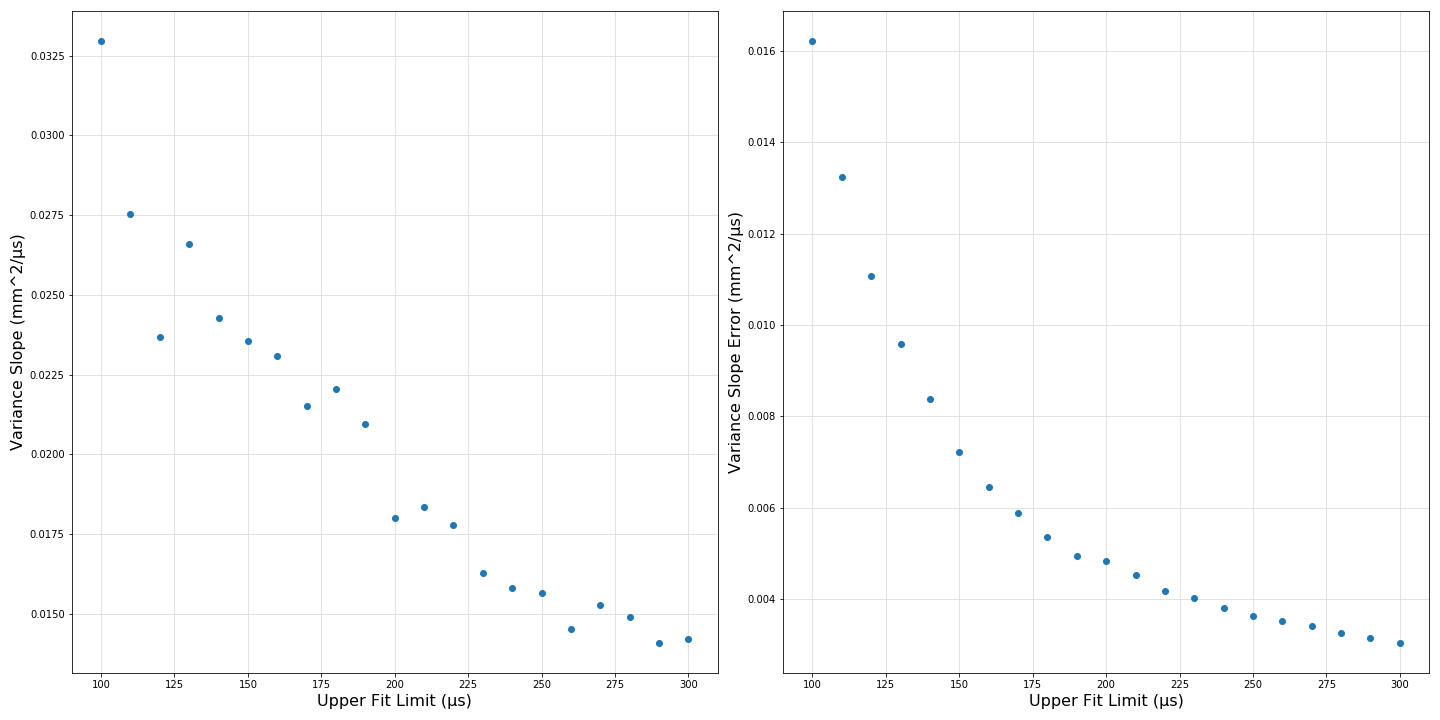 0.0325
0.0300
0.0275
0.0250
0.0225
0.0200
0.0175
0.0150
Variance Slope (mm^2/μs)
100 125 150 175 200 225 250 275 300
Upper Fit Limit (μs)
0.016
0.014
0.012
0.010
0.008
0.006
0.004
Variance Slope Error (mm^2/μs)
100 125 150 175 200 225 250 275 300
Upper Fit Limit (μs)